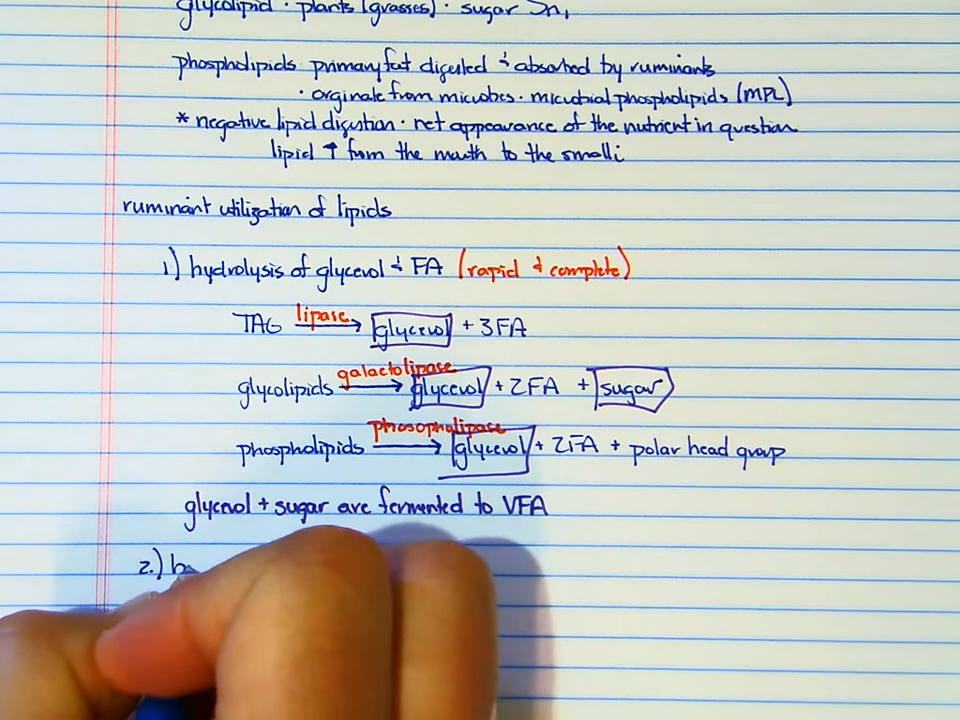 glycolipid · plants (grasses) · sugar
phospholipids primary fat digested & absorbed by ruminants
· orginate from microbes · microbial phospholipids (MPL)
* negative lipid digestion · net appearance of the nutrient in question
lipid ↑ from the mouth to the small i
ruminant utilization of lipids
1.) hydrolysis of glycerol & FA (rapid & complete)
TAG lipase → glycerol + 3FA
glycolipids galactolipase → glycerol + 2FA + sugar
phospholipids phosopholipase → glycerol + 2FA + polar head group
glycerol + sugar are fermented to VFA
2.)